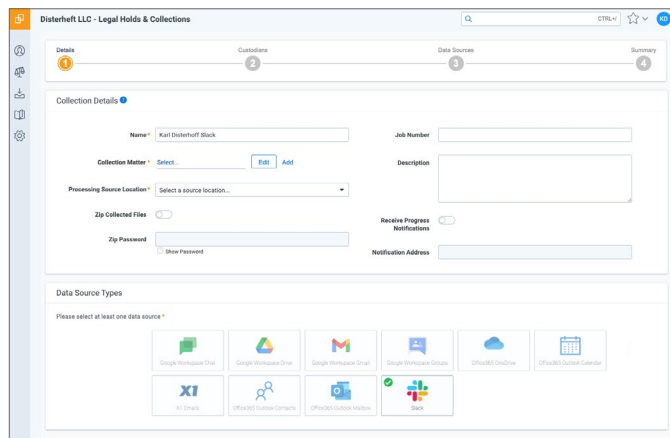 Disterheft LLC - Legal Holds & Collections
CTRL+/
KD
Details
Custodians
Data Sources
Summary
1
2
3
4
Collection Details ?
Name*
Karl Disterhoff Slack
Job Number
Collection Matter *
Select...
Edit
Add
Description
Processing Source Location*
Select a source location...
Zip Collected Files
Receive Progress
Notifications
Zip Password
Show Password
Notification Address
Data Source Types
Please select at least one data source *
Google Workspace Chat
Google Workspace Drive
Google Workspace Gmail
Google Workspace Groups
Office365 OneDrive
Office365 Outlook Calendar
X1
X1 Emails
Office365 Outlook Contacts
Office365 Outlook Mailbox
Slack